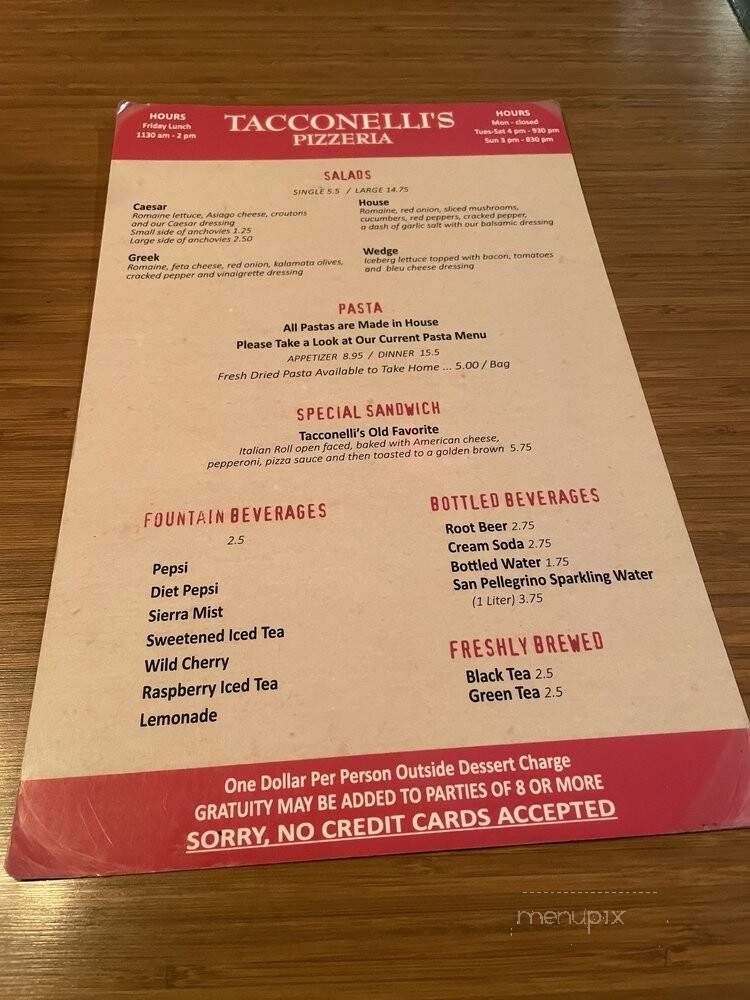 HOURS
Friday Lunch
1130 am - 2 pm
TACCONELLI'S
PIZZERIA
HOURS
Mon - closed
Tues-Sat 4 pm - 930 pm
Sun 3 pm - 830 pm
SALADS
SINGLE 5.5 / LARGE 14.75
Caesar
Romaine lettuce, Asiago cheese, croutons
and our Caesar dressing
Small side of anchovies 1.25
Large side of anchovies 2.50
House
Romaine, red onion, sliced mushrooms,
cucumbers, red peppers, cracked pepper,
a dash of garlic salt with our balsamic dressing
Greek
Romaine, feta cheese, red onion, kalamata olives,
cracked pepper and vinaigrette dressing
Wedge
Iceberg lettuce topped with bacon, tomatoes
and bleu cheese dressing
PASTA
All Pastas are Made in House
Please Take a Look at Our Current Pasta Menu
APPETIZER 8.95 / DINNER 15.5
Fresh Dried Pasta Available to Take Home ... 5.00 / Bag
SPECIAL SANDWICH
Tacconelli's Old Favorite
Italian Roll open faced, baked with American cheese,
pepperoni, pizza sauce and then toasted to a golden brown 5.75
FOUNTAIN BEVERAGES
2.5
Pepsi
Diet Pepsi
Sierra Mist
Sweetened Iced Tea
Wild Cherry
Raspberry Iced Tea
Lemonade
BOTTLED BEVERAGES
Root Beer 2.75
Cream Soda 2.75
Bottled Water 1.75
San Pellegrino Sparkling Water
(1 Liter) 3.75
FRESHLY BREWED
Black Tea 2.5
Green Tea 2.5
One Dollar Per Person Outside Dessert Charge
GRATUITY MAY BE ADDED TO PARTIES OF 8 OR MORE
SORRY, NO CREDIT CARDS ACCEPTED
menupix